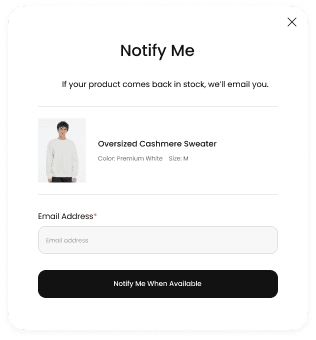 Notify Me
If your product comes back in stock, we'll email you.
Oversized Cashmere Sweater
Color: Premium White Size: M
Email Address*
Email address
Notify Me When Available